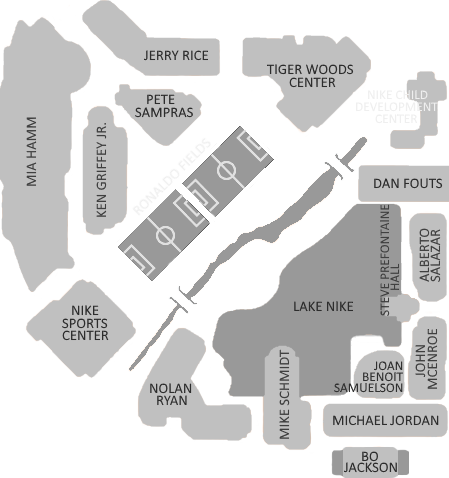 JERRY RICE
TIGER WOODS
CENTER
NIKE CHILD
DEVELOPMENT
CENTER
PETE
SAMPRAS
MIA HAMM
KEN GRIFFEY JR.
RONALDO FIELDS
DAN FOUTS
STEVE PREFONTAINE
HALL
ALBERTO
SALAZAR
LAKE NIKE
NIKE
SPORTS
CENTER
JOHN
MCENROE
JOAN
BENOIT
SAMUELSON
NOLAN
RYAN
MIKE SCHMIDT
MICHAEL JORDAN
BO
JACKSON